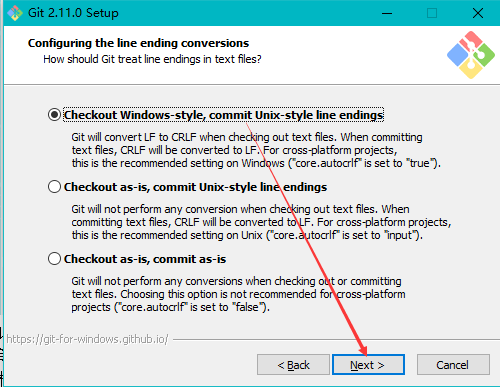 Git 2.11.0 Setup
Configuring the line ending conversions
How should Git treat line endings in text files?
Checkout Windows-style, commit Unix-style line endings
Git will convert LF to CRLF when checking out text files. When committing
text files, CRLF will be converted to LF. For cross-platform projects,
this is the recommended setting on Windows ("core.autocrlf" is set to "true").
Checkout as-is, commit Unix-style line endings
Git will not perform any conversion when checking out text files. When
committing text files, CRLF will be converted to LF. For cross-platform projects,
this is the recommended setting on Unix ("core.autocrlf" is set to "input").
Checkout as-is, commit as-is
Git will not perform any conversions when checking out or committing
text files. Choosing this option is not recommended for cross-platform
projects ("core.autocrlf" is set to "false").
https://git-for-windows.github.io/
< Back
Next >
Cancel